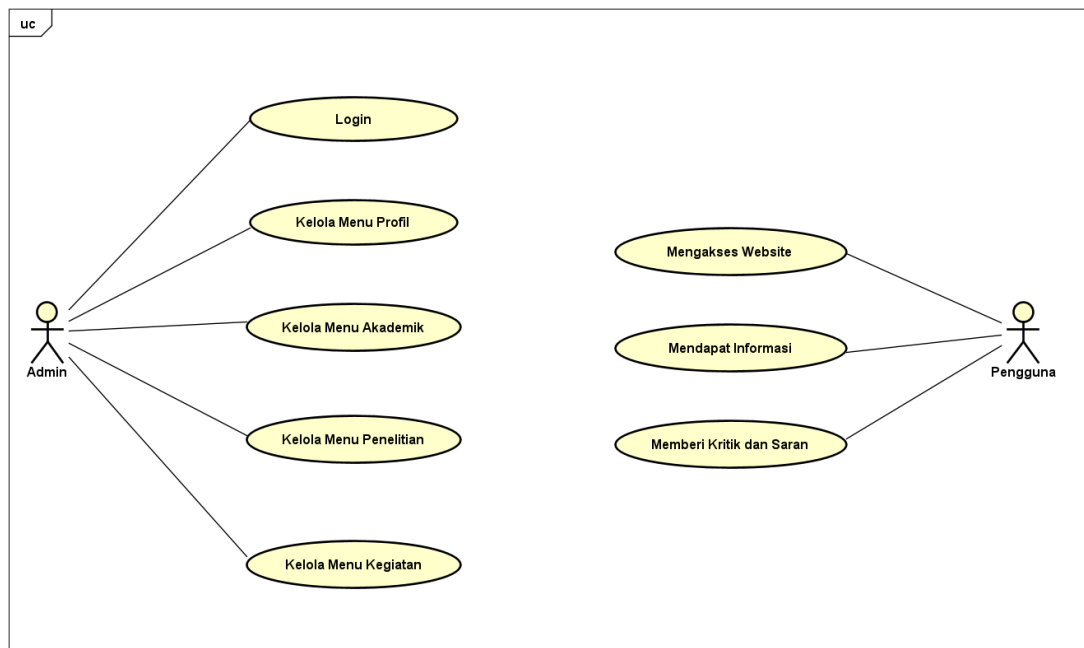 uc
Login
Kelola Menu Profil
Kelola Menu Akademik
Kelola Menu Penelitian
Kelola Menu Kegiatan
Admin
Mengakses Website
Mendapat Informasi
Memberi Kritik dan Saran
Pengguna